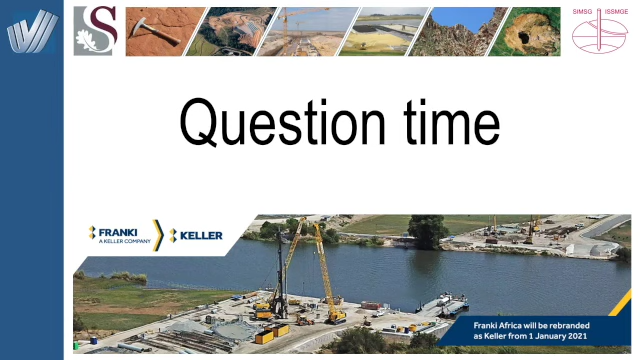 S
SIMSG ISSMGE
Question time
FRANKI
A KELLER COMPANY
KELLER
Franki Africa will be rebranded
as Keller from 1 January 2021